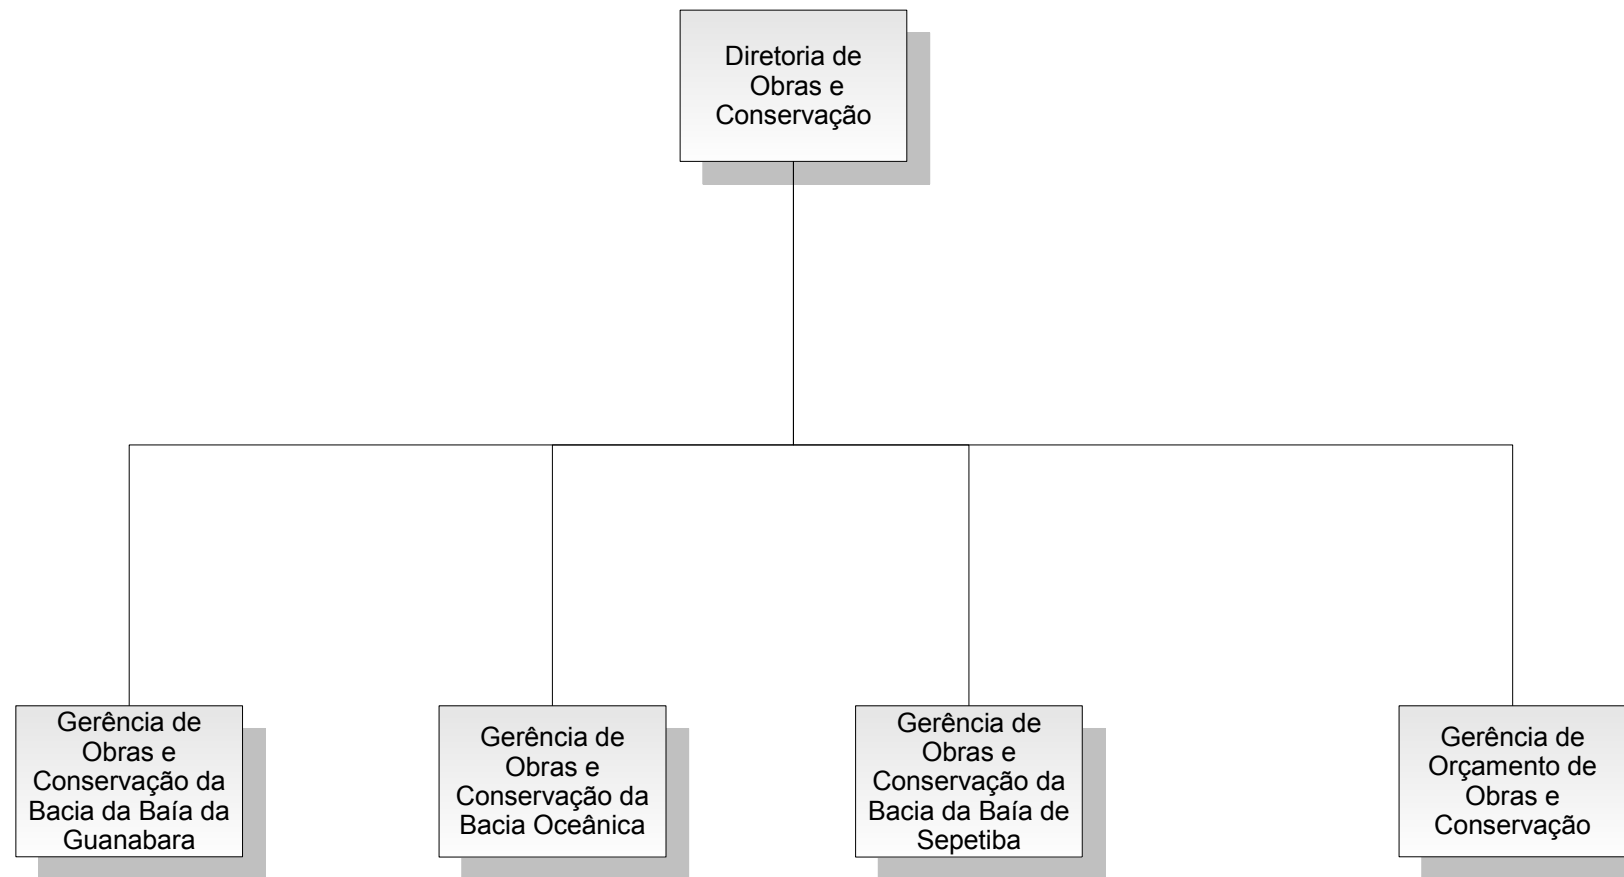 Diretoria de
Obras e
Conservação
Gerência de
Obras e
Conservação da
Bacia da Baía da
Guanabara
Gerência de
Obras e
Conservação da
Bacia Oceânica
Gerência de
Obras e
Conservação da
Bacia da Baía de
Sepetiba
Gerência de
Orçamento de
Obras e
Conservação